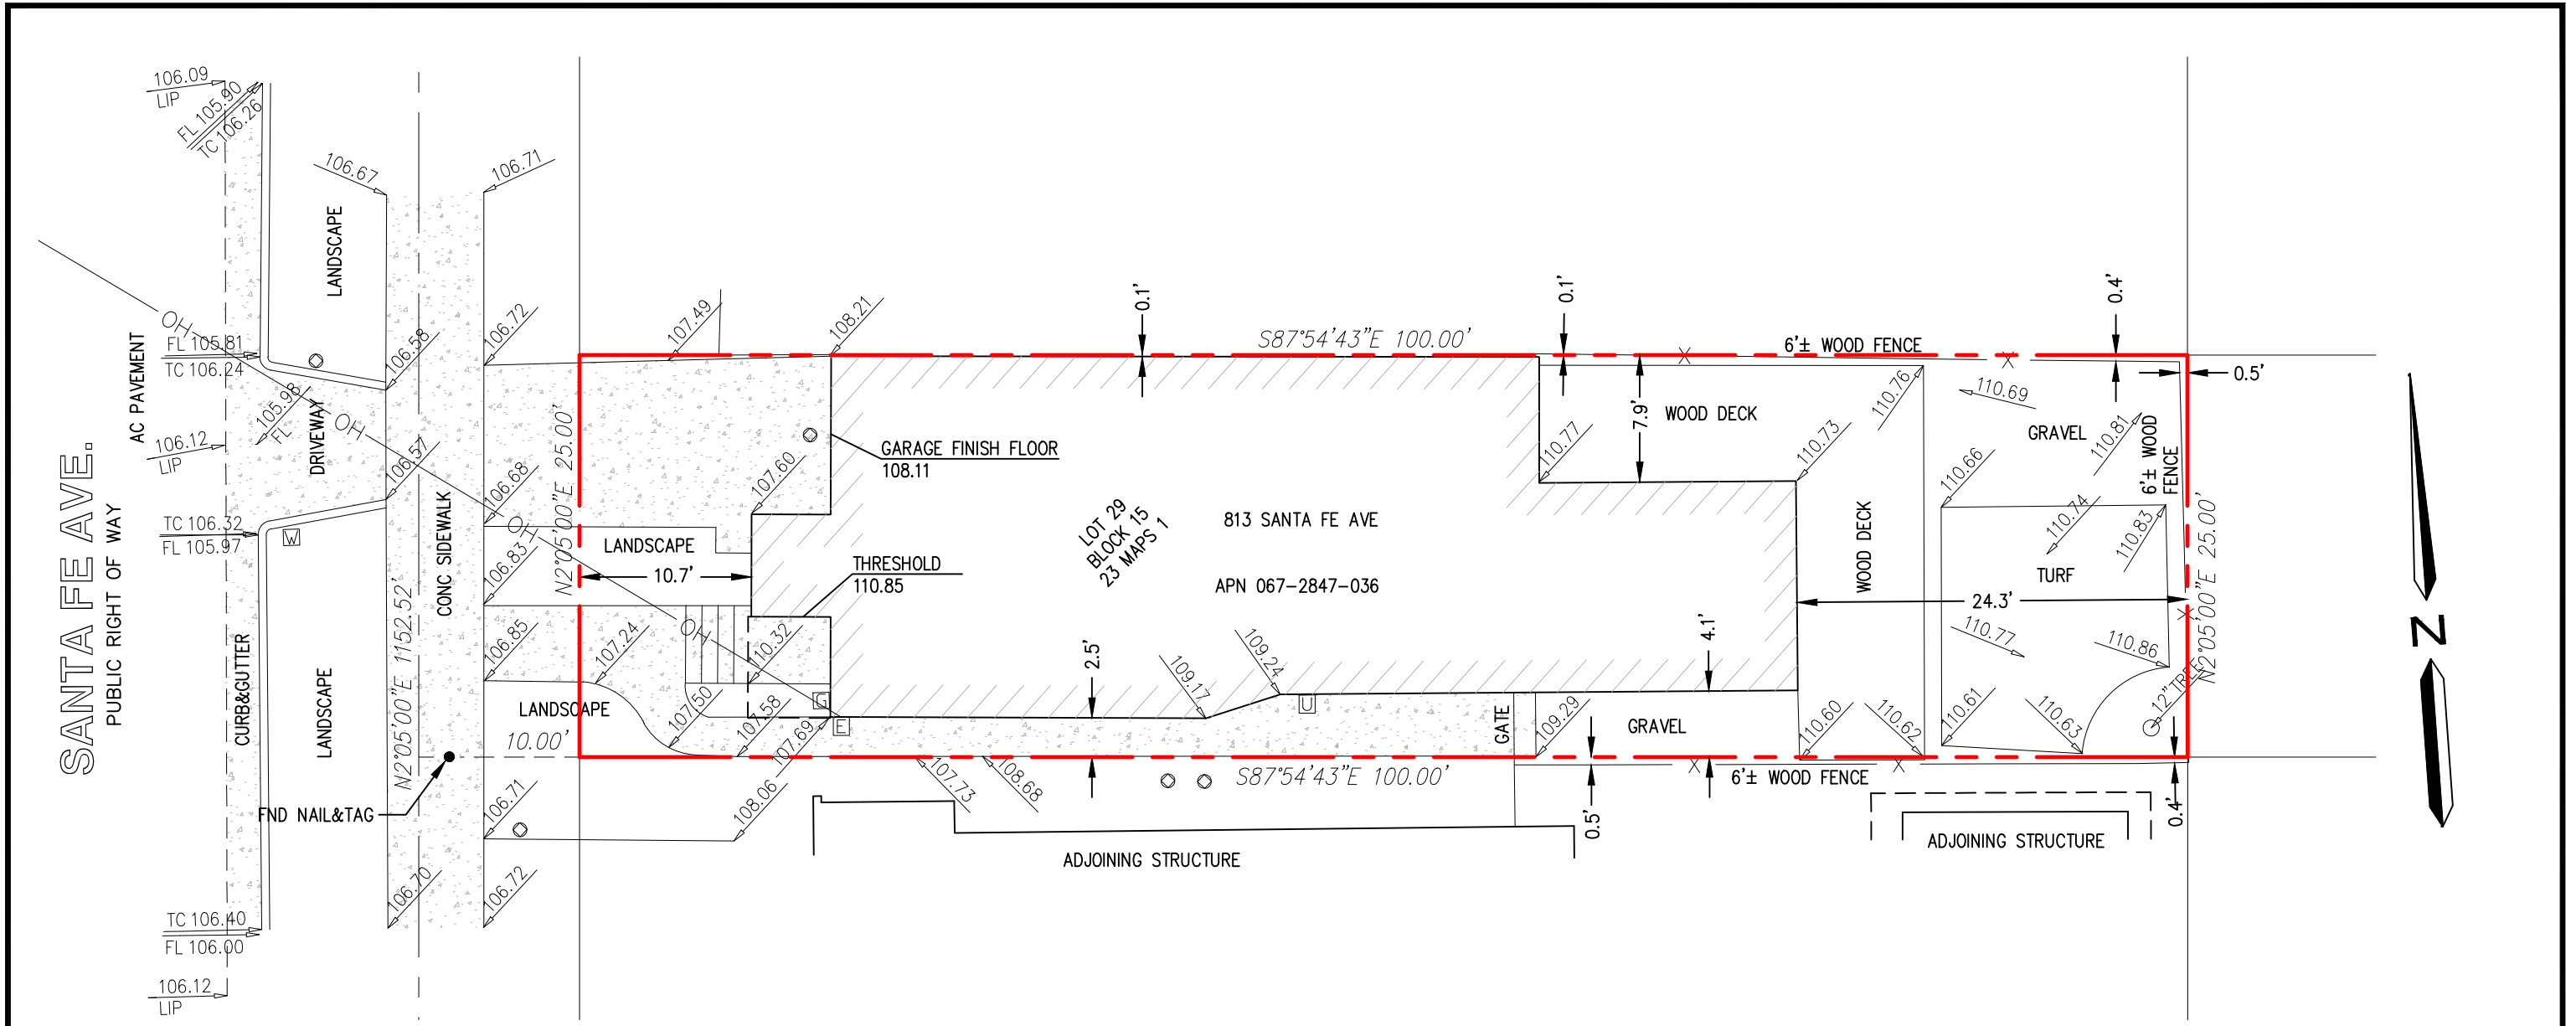 106.09
LIP
FL 105.90
TC 106.26
106.67
106.71
LANDSCAPE
OH
AC PAVEMENT
FL 105.81
TC 106.24
106.58
106.72
107.49
108.21
0.1'
S87°54'43"E 100.00'
0.1'
6'± WOOD FENCE
X
X
0.4'
0.5'
105.98
FL
DRIVEWAY
OH
106.12
LIP
106.57
106.68
N2°05'00"E 25.00'
GARAGE FINISH FLOOR
108.11
107.60
7.9'
WOOD DECK
110.77
110.73
110.76
110.69
GRAVEL
110.81
6'± WOOD
FENCE
110.66
110.74
110.83
SANTA FE AVE.
PUBLIC RIGHT OF WAY
TC 106.32
FL 105.97
W
CONC SIDEWALK
OH
106.83
LANDSCAPE
10.7'
THRESHOLD
110.85
LOT 29
BLOCK 15
23 MAPS 1
813 SANTA FE AVE
APN 067-2847-036
WOOD DECK
TURF
24.3'
N2°05'00"E 25.00'
X
CURB&GUTTER
LANDSCAPE
N2°05'00"E 1152.52'
106.85
107.24
OH
110.32
2.5'
109.17
109.24
4.1'
110.77
110.86
12"TREE
LANDSCAPE
10.00'
107.50
107.58
G
E
107.69
U
GATE
109.29
GRAVEL
110.60
110.62
110.61
110.63
FND NAIL&TAG
106.71
108.06
107.73
108.68
S87°54'43"E 100.00'
X
X
6'± WOOD FENCE
0.5'
0.4'
ADJOINING STRUCTURE
ADJOINING STRUCTURE
106.70
106.72
TC 106.40
FL 106.00
106.12
LIP
N